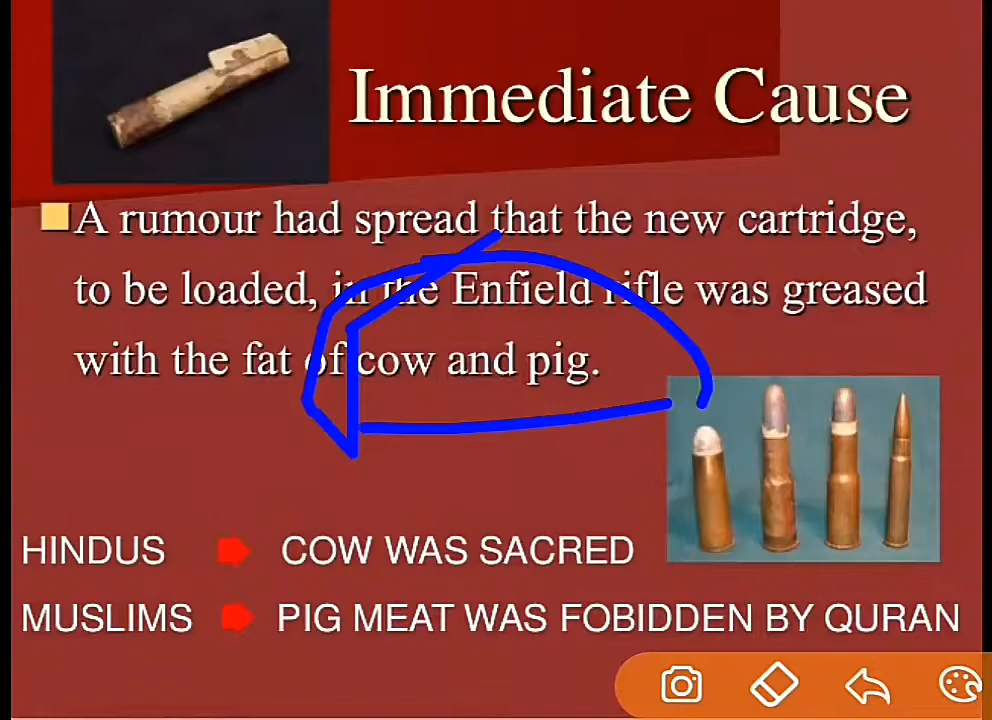 Immediate Cause
A rumour had spread that the new cartridge,
to be loaded, in the Enfield rifle was greased
with the fat of cow and pig.
HINDUS COW WAS SACRED
MUSLIMS PIG MEAT WAS FOBIDDEN BY QURAN